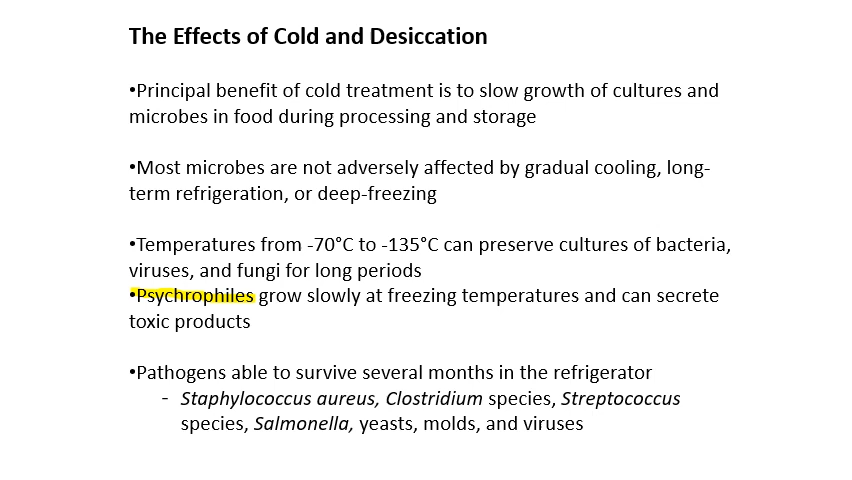 The Effects of Cold and Desiccation
•Principal benefit of cold treatment is to slow growth of cultures and
microbes in food during processing and storage
•Most microbes are not adversely affected by gradual cooling, long-
term refrigeration, or deep-freezing
•Temperatures from -70°C to -135°C can preserve cultures of bacteria,
viruses, and fungi for long periods
•Psychrophiles grow slowly at freezing temperatures and can secrete
toxic products
•Pathogens able to survive several months in the refrigerator
- Staphylococcus aureus, Clostridium species, Streptococcus
species, Salmonella, yeasts, molds, and viruses